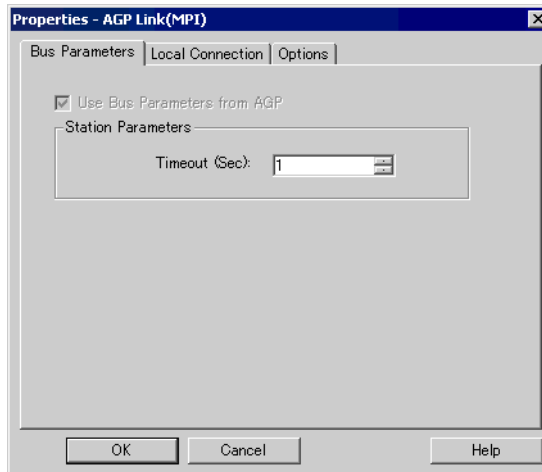 Properties - AGP Link(MPI)
Bus Parameters Local Connection Options
Use Bus Parameters from AGP
Station Parameters
Timeout (Sec): 1
OK Cancel Help